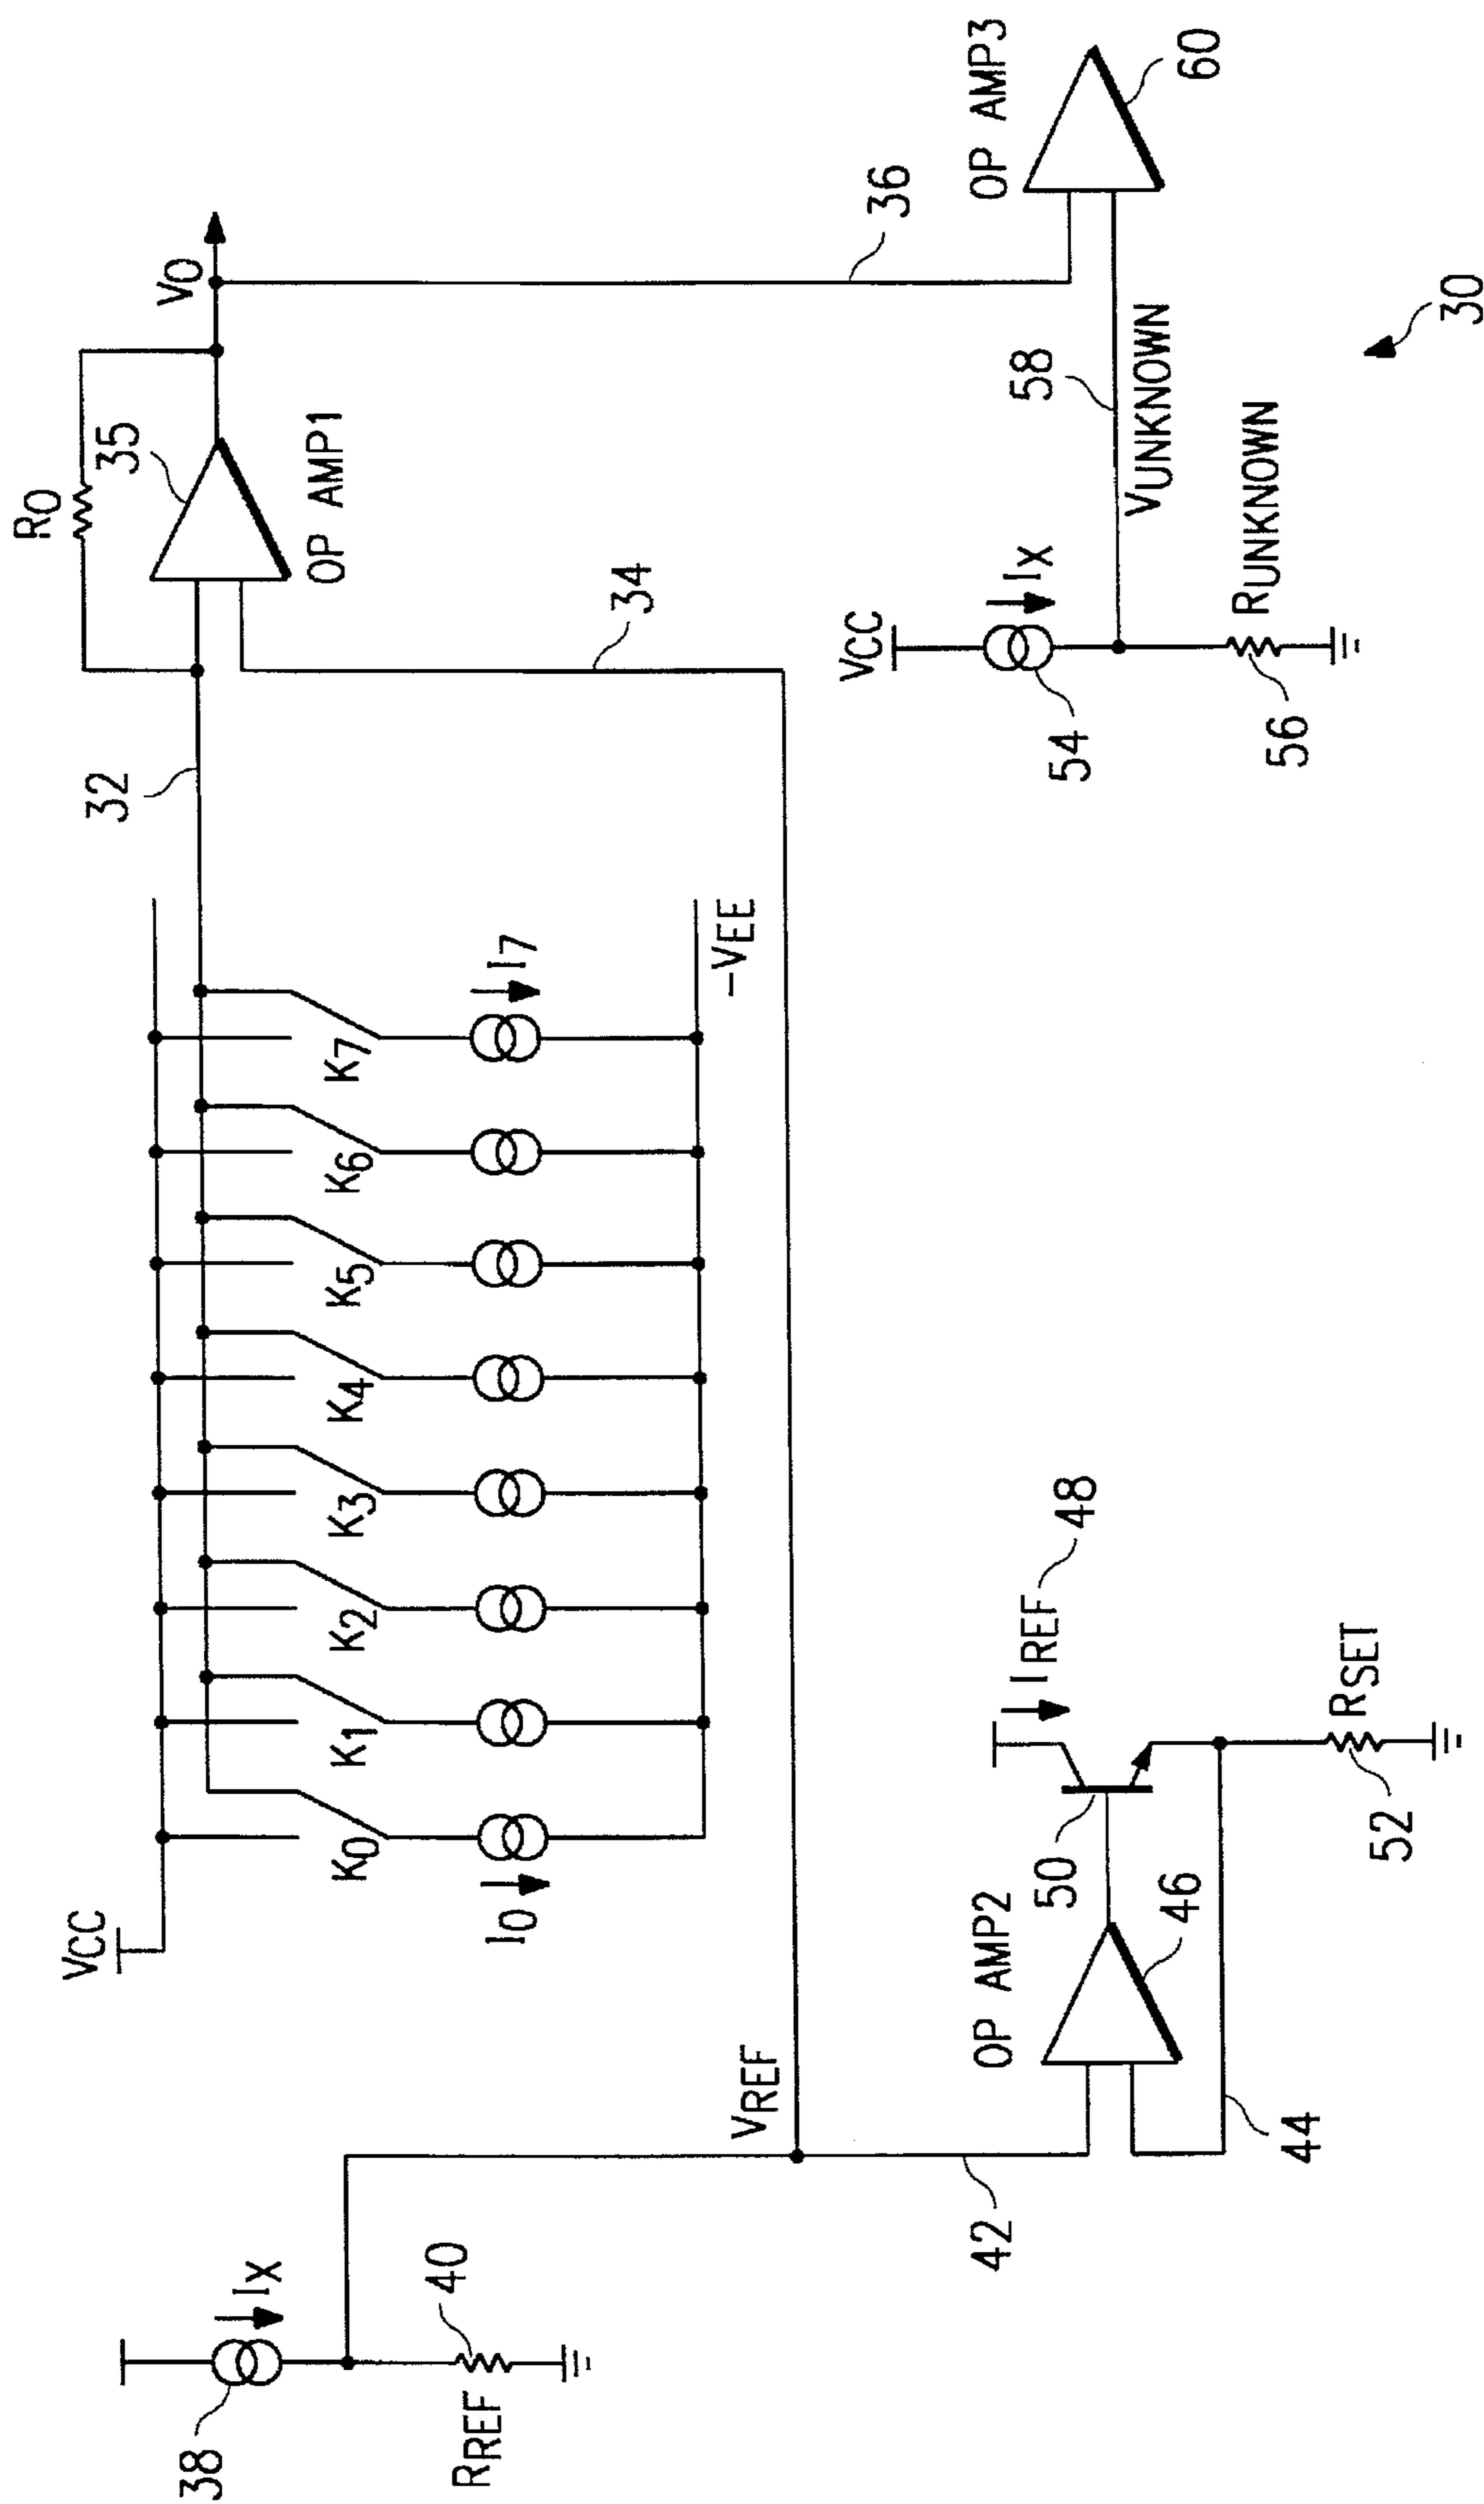 RO
35
VO
OP AMP1
32
34
36
VCC
K0
K1
K2
K3
K4
K5
K6
K7
I0
I7
-VEE
38
IX
RREF
40
VREF
42
OP AMP2
46
44
50
IREF
48
RSET
52
VCC
IX
54
56
RUNKNOWN
58
VUNKNOWN
OP AMP3
60
30